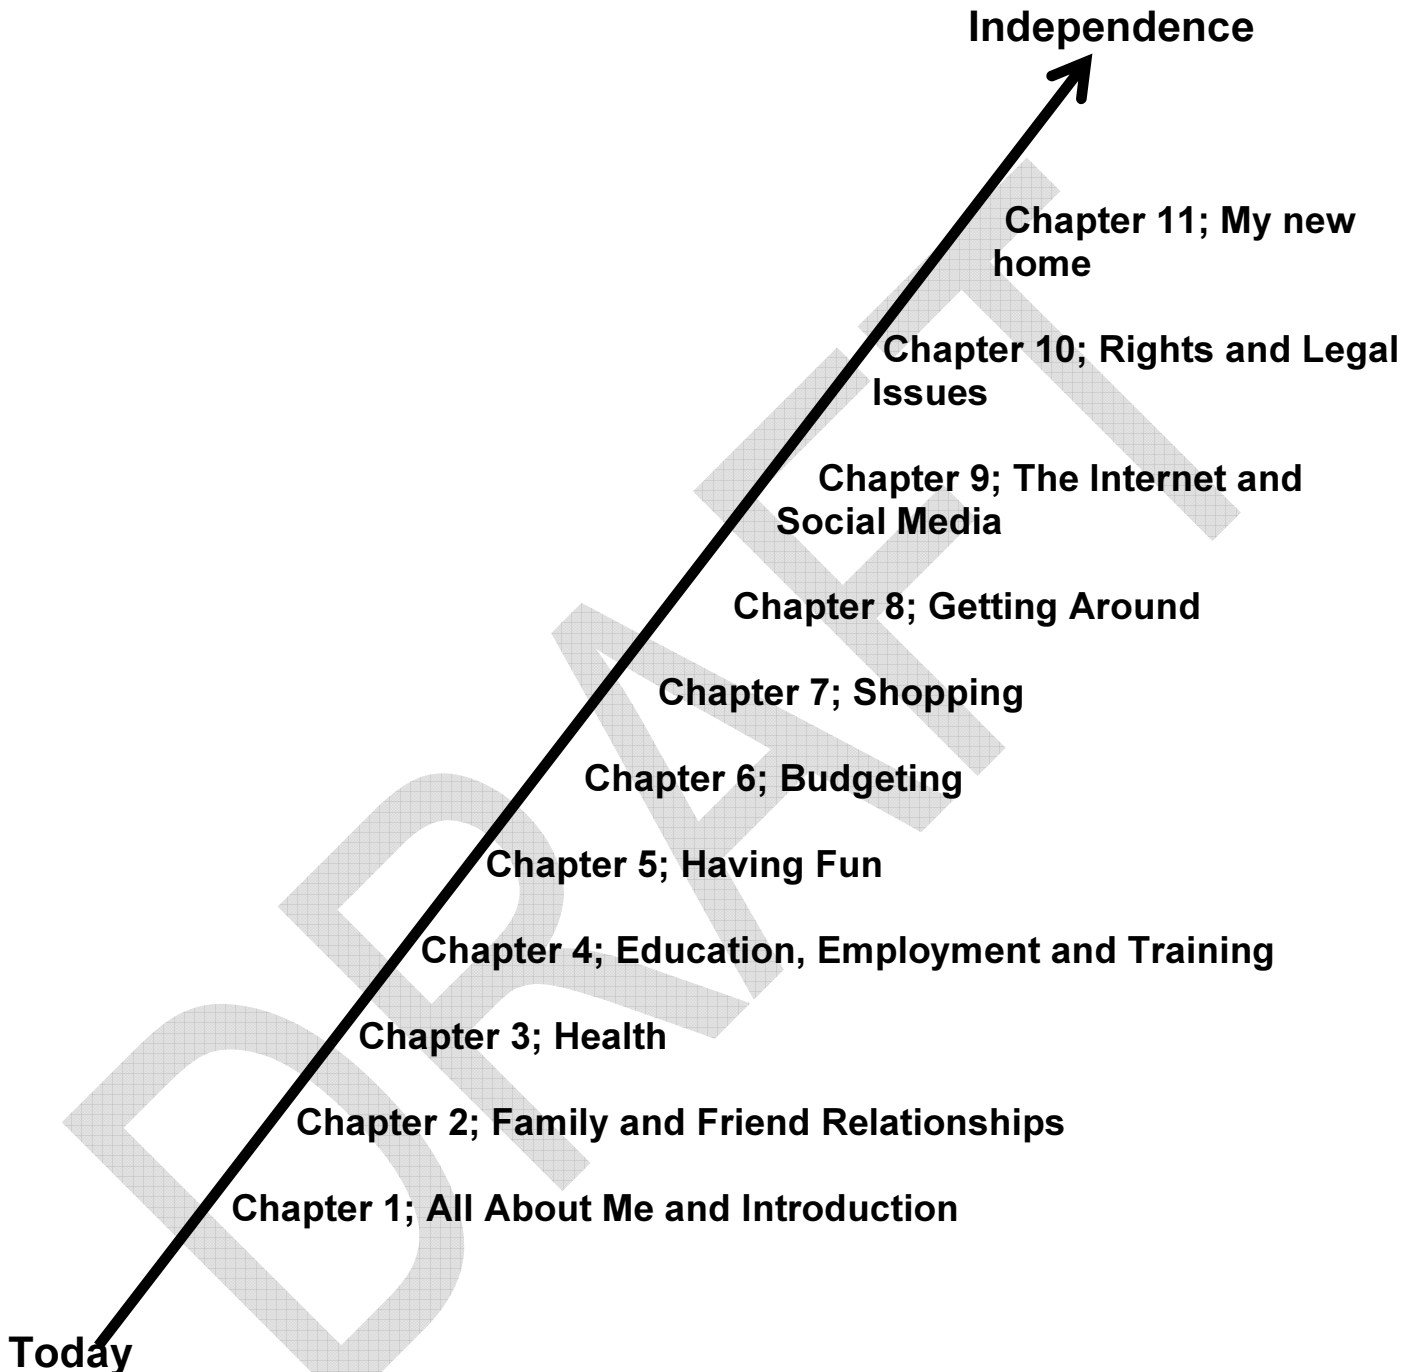 Independence
Chapter 11; My new
home
Chapter 10; Rights and Legal
Issues
Chapter 9; The Internet and
Social Media
Chapter 8; Getting Around
Chapter 7; Shopping
Chapter 6; Budgeting
Chapter 5; Having Fun
Chapter 4; Education, Employment and Training
Chapter 3; Health
Chapter 2; Family and Friend Relationships
Chapter 1; All About Me and Introduction
Today
DRAFT